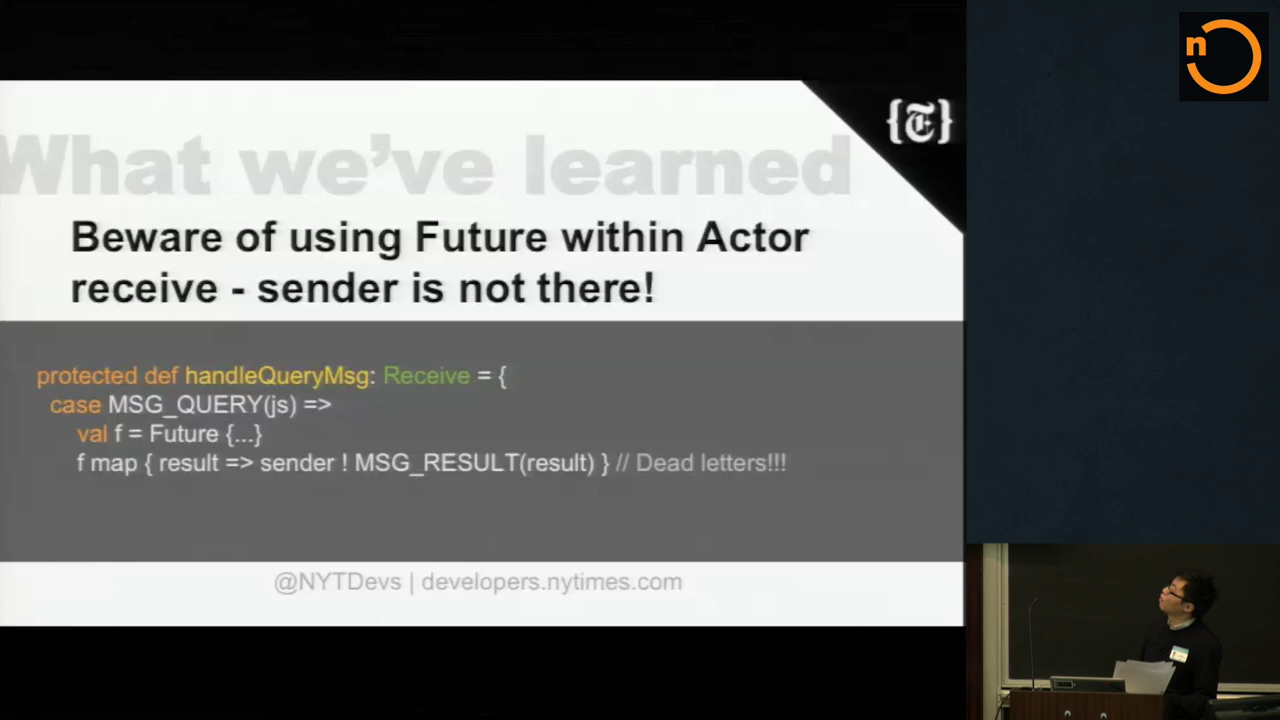 n
{T}
What we've learned
Beware of using Future within Actor
receive - sender is not there!
protected def handleQueryMsg: Receive = {
case MSG_QUERY(js) =>
val f = Future {...}
f map { result => sender ! MSG_RESULT(result) } // Dead letters!!!
@NYTDevs | developers.nytimes.com